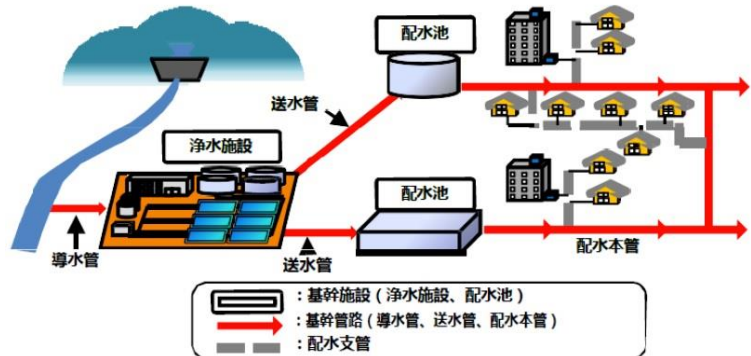 配水池
送水管
浄水施設
配水池
導水管
送水管
配水本管
：基幹施設（浄水施設、配水池）
：基幹管路（導水管、送水管、配水本管）
：配水支管